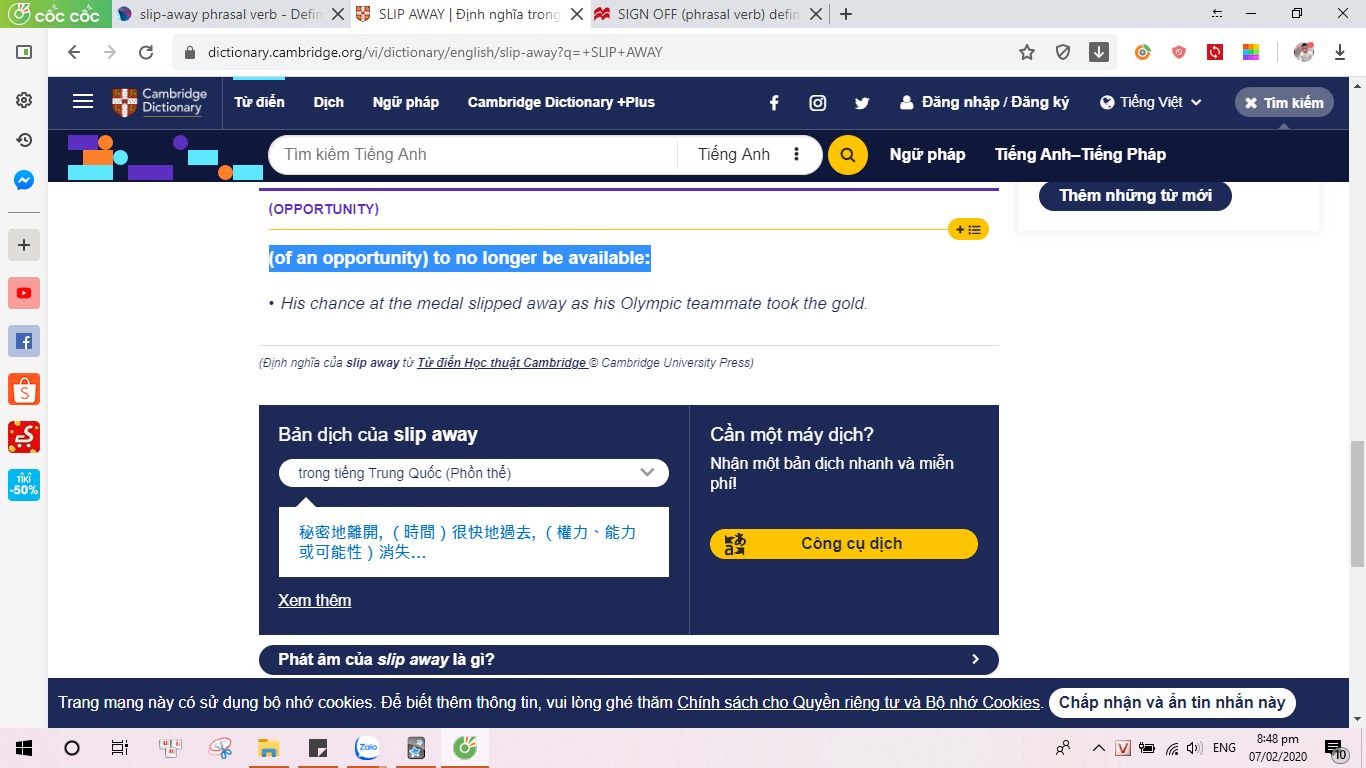 cốc cốc
slip-away phrasal verb - Defin
SLIP AWAY | Định nghĩa trong
SIGN OFF (phrasal verb) defin
dictionary.cambridge.org/vi/dictionary/english/slip-away?q=+SLIP+AWAY
Cambridge
Dictionary
Từ điển
Dịch
Ngữ pháp
Cambridge Dictionary +Plus
Đăng nhập / Đăng ký
Tiếng Việt
Tìm kiếm
Tìm kiếm Tiếng Anh
Tiếng Anh
Ngữ pháp
Tiếng Anh–Tiếng Pháp
Thêm những từ mới
(OPPORTUNITY)
(of an opportunity) to no longer be available:
• His chance at the medal slipped away as his Olympic teammate took the gold.
(Định nghĩa của slip away từ Từ điển Học thuật Cambridge © Cambridge University Press)
Bản dịch của slip away
trong tiếng Trung Quốc (Phồn thể)
秘密地離開, （時間）很快地過去, （權力、能力
或可能性）消失…
Xem thêm
Cần một máy dịch?
Nhận một bản dịch nhanh và miễn
phí!
Công cụ dịch
Phát âm của slip away là gì?
Trang mạng này có sử dụng bộ nhớ cookies. Để biết thêm thông tin, vui lòng ghé thăm Chính sách cho Quyền riêng tư và Bộ nhớ Cookies.
Chấp nhận và ẩn tin nhắn này
TIKI
-50%
Zalo
V
ENG
8:48 pm
07/02/2020
10